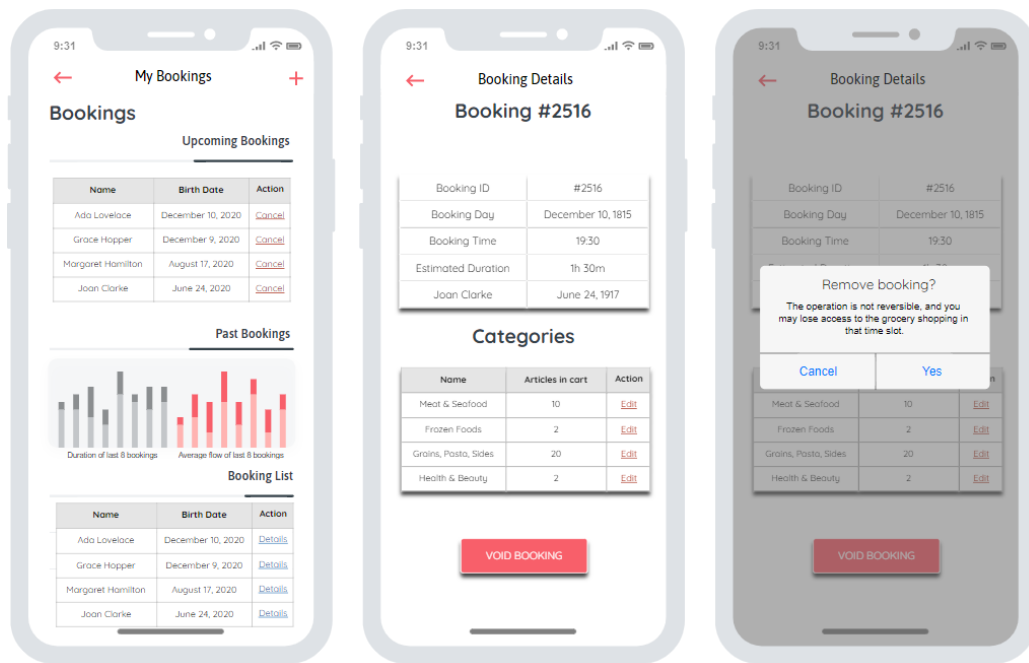 9:31
My Bookings
Bookings
Upcoming Bookings
Name Birth Date Action
Ada Lovelace December 10, 2020 Cancel
Grace Hopper December 9, 2020 Cancel
Margaret Hamilton August 17, 2020 Cancel
Joan Clarke June 24, 2020 Cancel
Past Bookings
Duration of last 8 bookings Average flow of last 8 bookings
Booking List
Name Birth Date Action
Ada Lovelace December 10, 2020 Details
Grace Hopper December 9, 2020 Details
Margaret Hamilton August 17, 2020 Details
Joan Clarke June 24, 2020 Details
9:31
Booking Details
Booking #2516
Booking ID #2516
Booking Day December 10, 1815
Booking Time 19:30
Estimated Duration 1h 30m
Joan Clarke June 24, 1917
Categories
Name Articles in cart Action
Meat & Seafood 10 Edit
Frozen Foods 2 Edit
Grains, Pasta, Sides 20 Edit
Health & Beauty 2 Edit
VOID BOOKING
9:31
Booking Details
Booking #2516
Booking ID #2516
Booking Day December 10, 1815
Booking Time 19:30
Remove booking?
The operation is not reversible, and you
may lose access to the grocery shopping in
that time slot.
Cancel Yes
Meat & Seafood 10 Edit
Frozen Foods 2 Edit
Grains, Pasta, Sides 20 Edit
Health & Beauty 2 Edit
VOID BOOKING